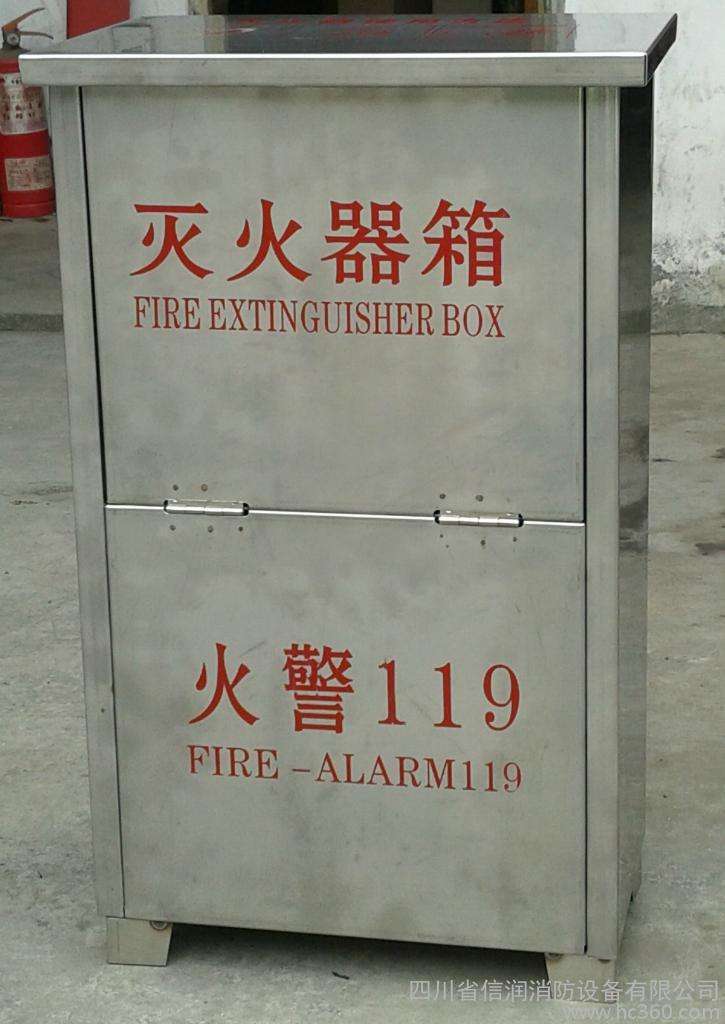 灭火器箱
FIRE EXTINGUISHER BOX
火警119
FIRE -ALARM119
四川省信润消防设备有限公司
www.hc360.com